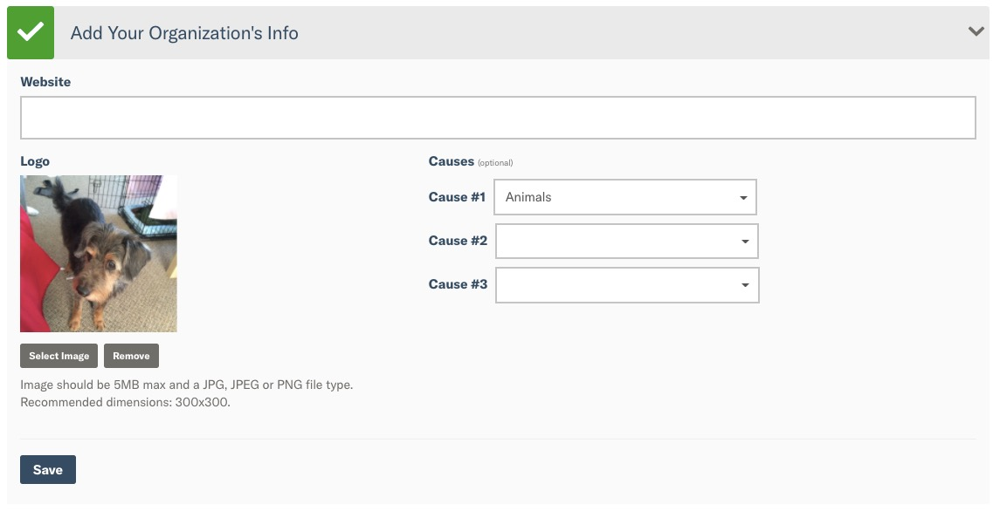 Add Your Organization's Info
Website
Logo
Causes (optional)
Cause #1 Animals
Cause #2
Cause #3
Select Image Remove
Image should be 5MB max and a JPG, JPEG or PNG file type.
Recommended dimensions: 300x300.
Save